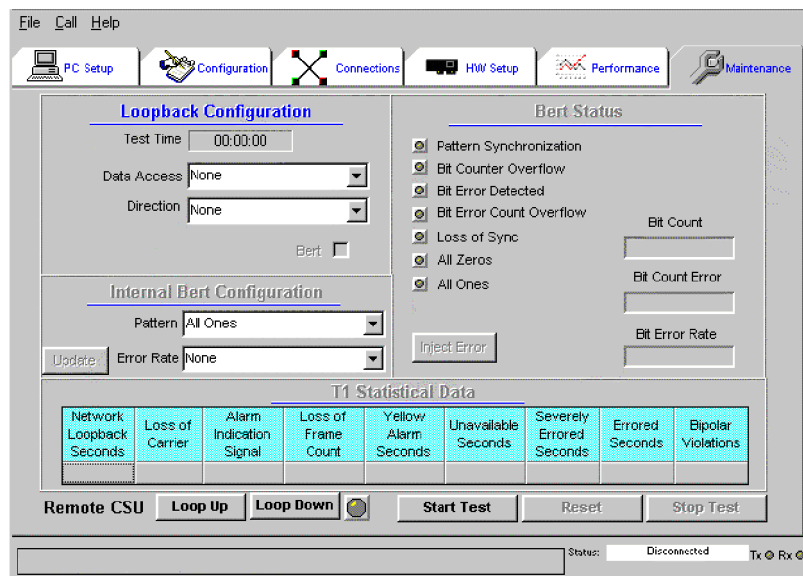 File Call Help
PC Setup Configuration Connections HW Setup Performance Maintenance
Loopback Configuration
Test Time 00:00:00
Data Access None
Direction None
Bert
Internal Bert Configuration
Pattern All Ones
Update Error Rate None
Bert Status
Pattern Synchronization
Bit Counter Overflow
Bit Error Detected
Bit Error Count Overflow
Loss of Sync
All Zeros
All Ones
Bit Count
Bit Count Error
Inject Error
Bit Error Rate
T1 Statistical Data
Network Loopback Seconds
Loss of Carrier
Alarm Indication Signal
Loss of Frame Count
Yellow Alarm Seconds
Unavailable Seconds
Severely Errored Seconds
Errored Seconds
Bipolar Violations
Remote CSU Loop Up Loop Down Start Test Reset Stop Test
Status: Disconnected Tx Rx